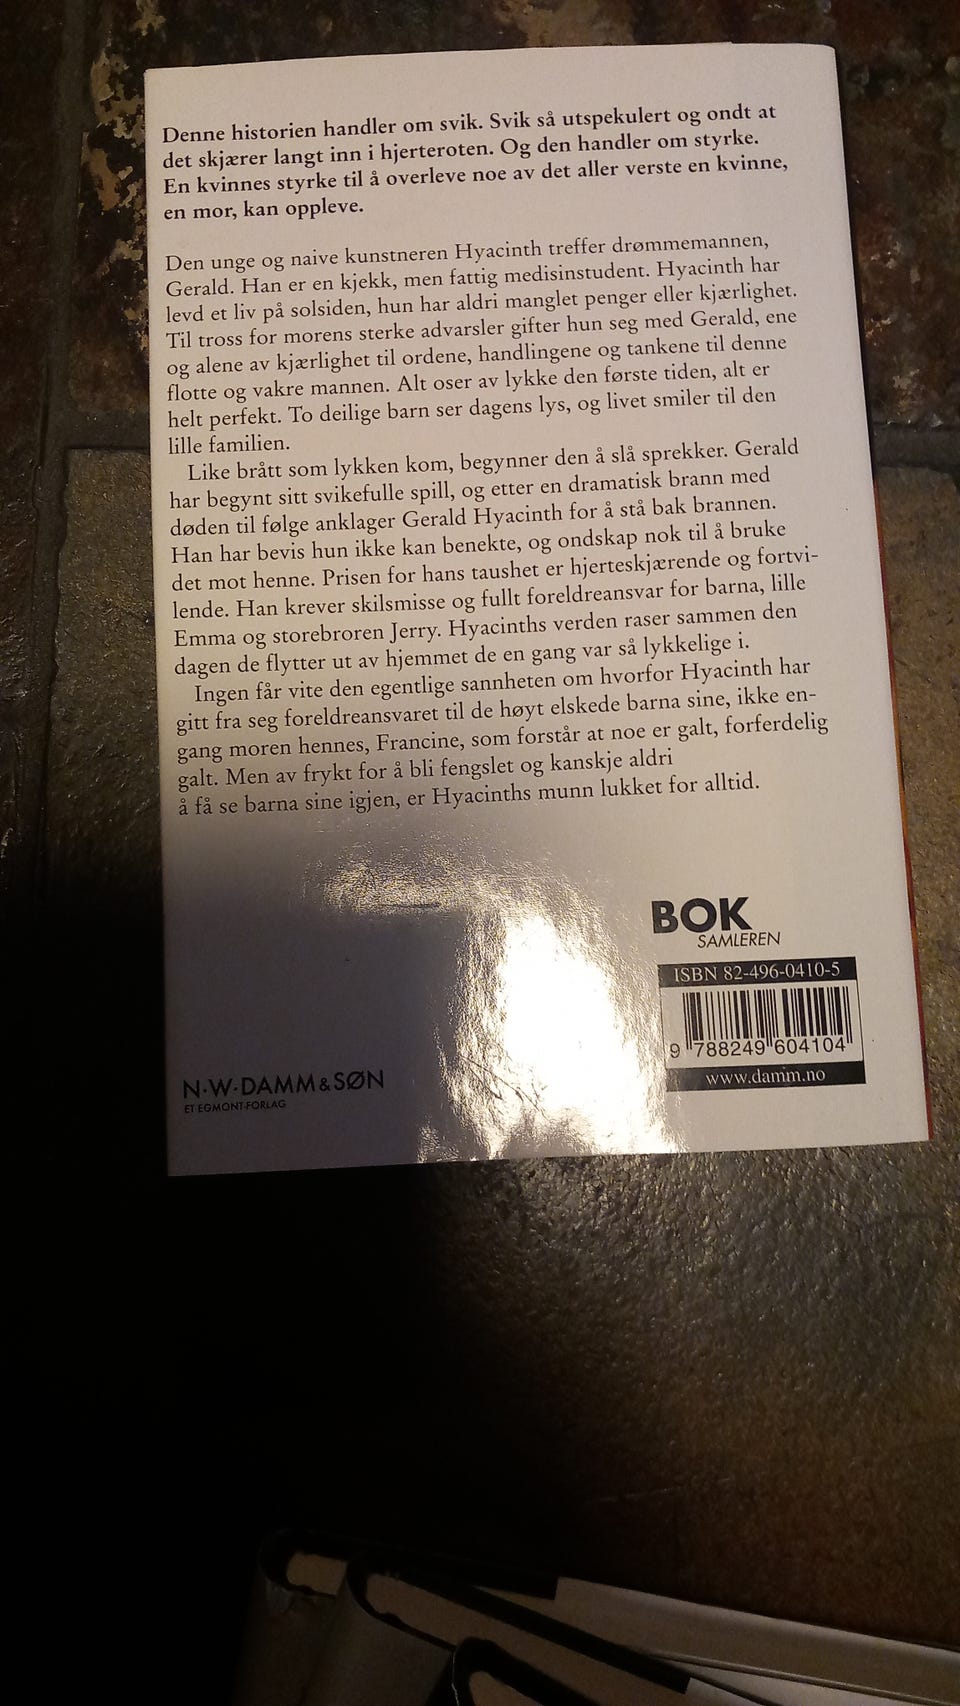 Denne historien handler om svik. Svik så utspekulert og ondt at
det skjærer langt inn i hjerteroten. Og den handler om styrke.
En kvinnes styrke til å overleve noe av det aller verste en kvinne,
en mor, kan oppleve.
Den unge og naive kunstneren Hyacinth treffer drømmemannen,
Gerald. Han er en kjekk, men fattig medisinstudent. Hyacinth har
levd et liv på solsiden, hun har aldri manglet penger eller kjærlighet.
Til tross for morens sterke advarsler gifter hun seg med Gerald, ene
og alene av kjærlighet til ordene, handlingene og tankene til denne
flotte og vakre mannen. Alt oser av lykke den første tiden, alt er
helt perfekt. To deilige barn ser dagens lys, og livet smiler til den
lille familien.
Like brått som lykken kom, begynner den å slå sprekker. Gerald
har begynt sitt svikefulle spill, og etter en dramatisk brann med
døden til følge anklager Gerald Hyacinth for å stå bak brannen.
Han har bevis hun ikke kan benekte, og ondskap nok til å bruke
det mot henne. Prisen for hans taushet er hjerteskjærende og fortvi-
lende. Han krever skilsmisse og fullt foreldreansvar for barna, lille
Emma og storebroren Jerry. Hyacinths verden raser sammen den
dagen de flytter ut av hjemmet de en gang var så lykkelige i.
Ingen får vite den egentlige sannheten om hvorfor Hyacinth har
gitt fra seg foreldreansvaret til de høyt elskede barna sine, ikke en-
gang moren hennes, Francine, som forstår at noe er galt, forferdelig
galt. Men av frykt for å bli fengslet og kanskje aldri
å få se barna sine igjen, er Hyacinths munn lukket for alltid.
BOK
SAMLEREN
ISBN 82-496-0410-5
9 788249 604104
www.damm.no
N·W·DAMM & SØN
ET EGMONT-FORLAG